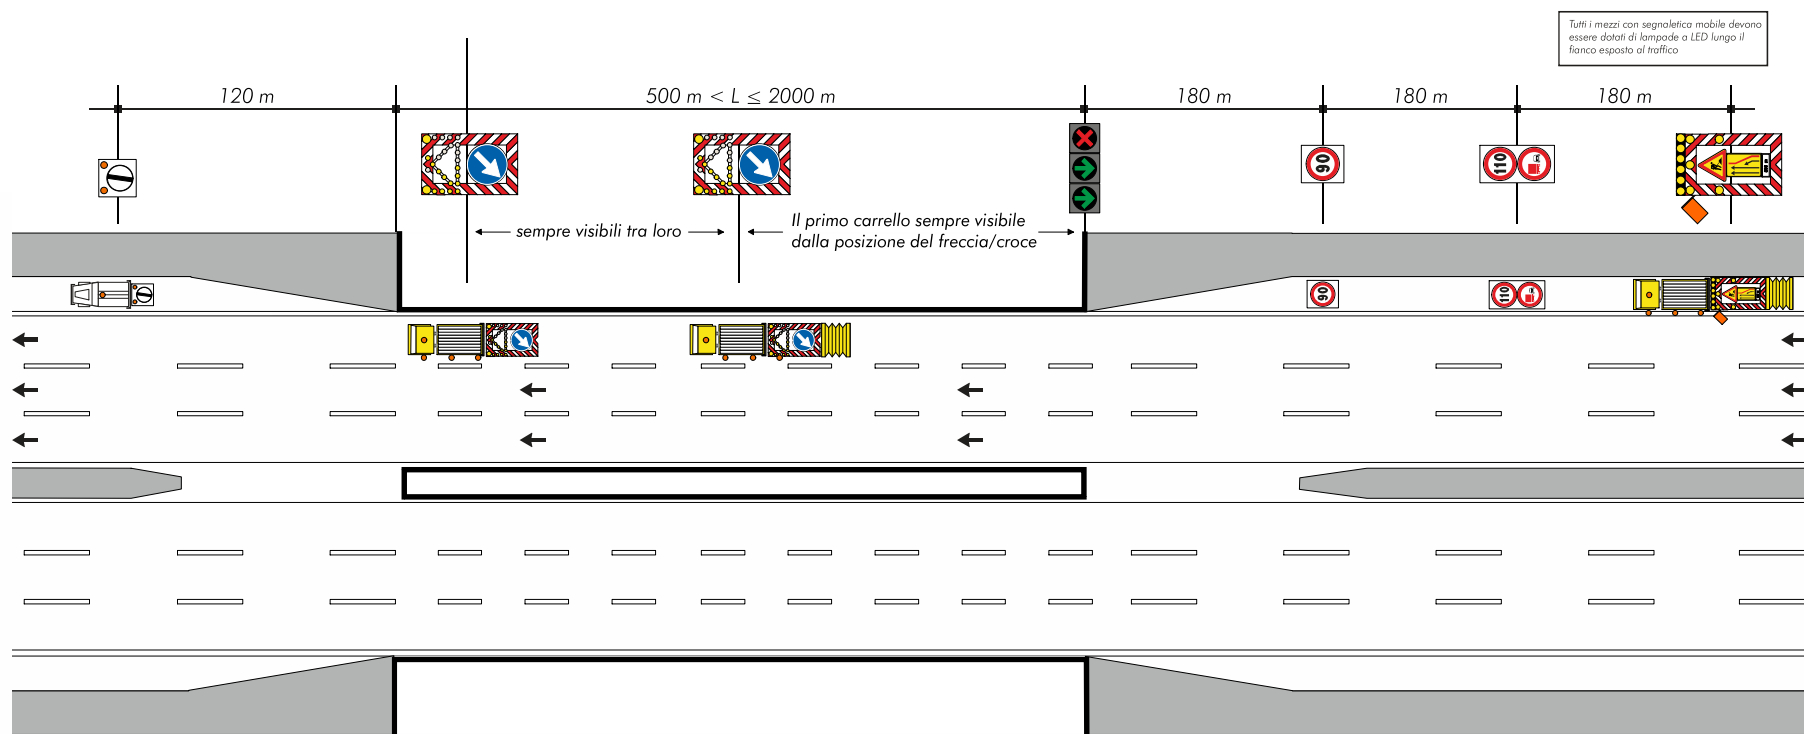 Tutti i mezzi con segnaletica mobile devono
essere dotati di lampade a LED lungo il
fianco esposto al traffico
120 m
500 m < L ≤ 2000 m
180 m
180 m
180 m
90
110
sempre visibili tra loro
Il primo carrello sempre visibile
dalla posizione del freccia/croce
90
110